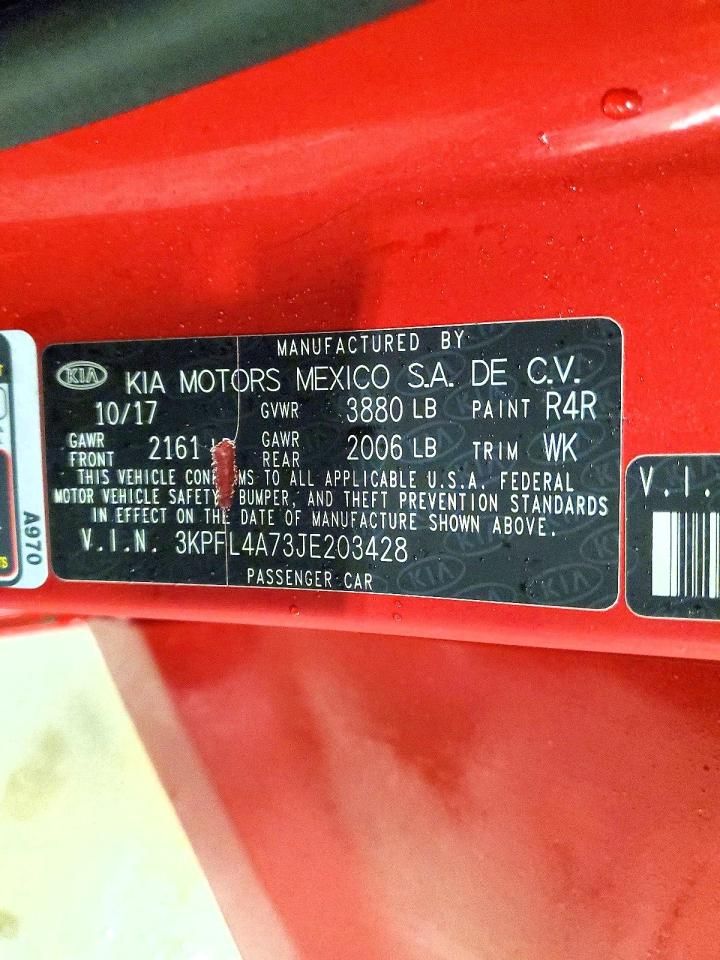 MANUFACTURED BY
KIA KIA MOTORS MEXICO S.A. DE C.V.
10/17 GVWR 3880 LB PAINT R4R
GAWR FRONT 2161 GAWR REAR 2006 LB TRIM WK
THIS VEHICLE TO ALL APPLICABLE U.S.A. FEDERAL
MOTOR VEHICLE SAFETY, BUMPER, AND THEFT PREVENTION STANDARDS
IN EFFECT ON THE DATE OF MANUFACTURE SHOWN ABOVE.
V.I.N. 3KPFL4A73JE203428
PASSENGER CAR
A970
V.I.